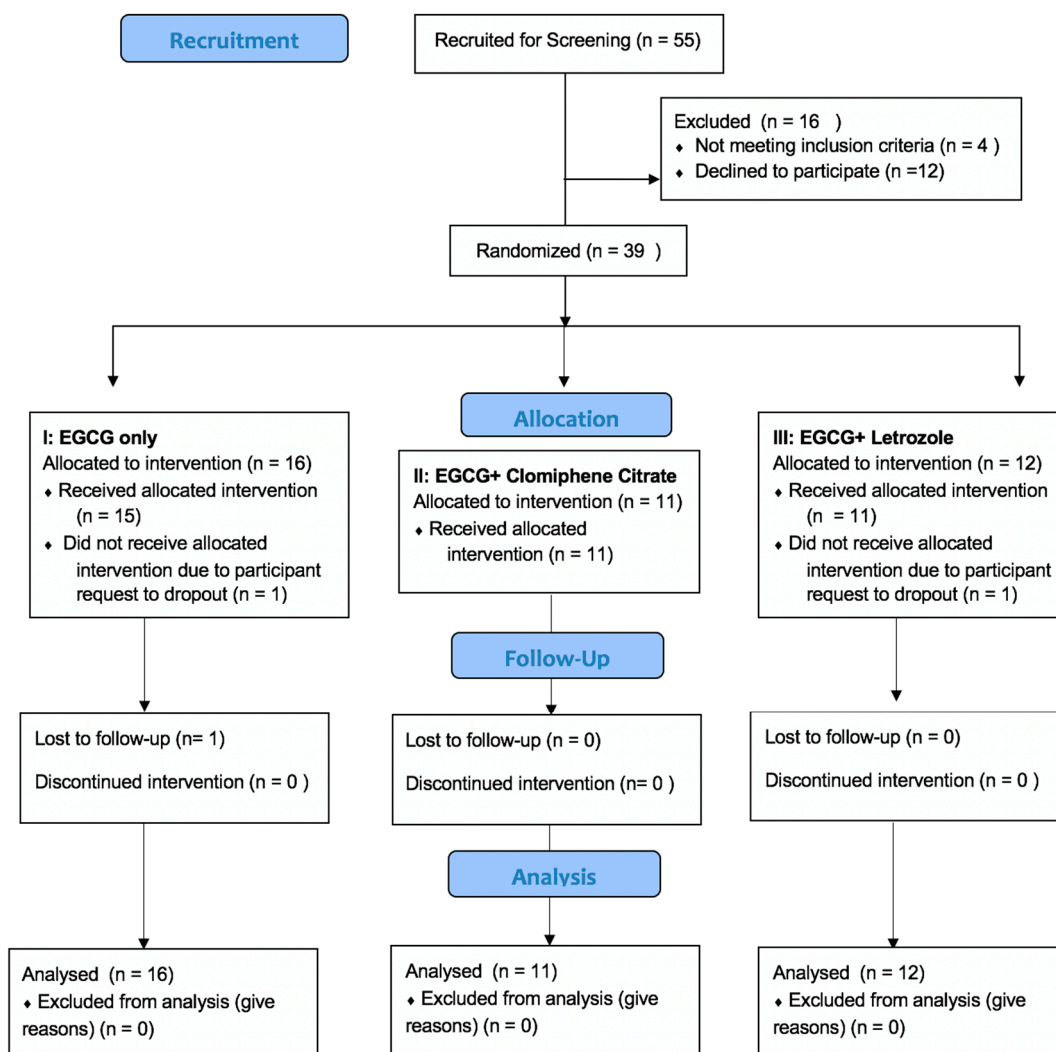 Recruitment
Recruited for Screening (n = 55)
Excluded  (n = 16   )
♦ Not meeting inclusion criteria (n = 4 )
♦ Declined to participate (n =12)
Randomized (n = 39   )
Allocation
I: EGCG only
Allocated to intervention (n = 16)
♦ Received allocated intervention
(n = 15)
♦ Did not receive allocated
intervention due to participant
request to dropout (n = 1)
II: EGCG+ Clomiphene Citrate
Allocated to intervention (n = 11)
♦ Received allocated
intervention (n = 11)
III: EGCG+ Letrozole
Allocated to intervention (n = 12)
♦ Received allocated intervention
(n  = 11)
♦ Did not receive allocated
intervention due to participant
request to dropout (n = 1)
Follow-Up
Lost to follow-up (n= 1)
Discontinued intervention (n = 0 )
Lost to follow-up (n = 0)
Discontinued intervention (n= 0 )
Lost to follow-up (n = 0)
Discontinued intervention (n = 0 )
Analysis
Analysed  (n = 16)
♦ Excluded from analysis (give
reasons) (n = 0)
Analysed  (n = 11)
♦ Excluded from analysis (give
reasons) (n = 0)
Analysed  (n = 12)
♦ Excluded from analysis (give
reasons) (n = 0)